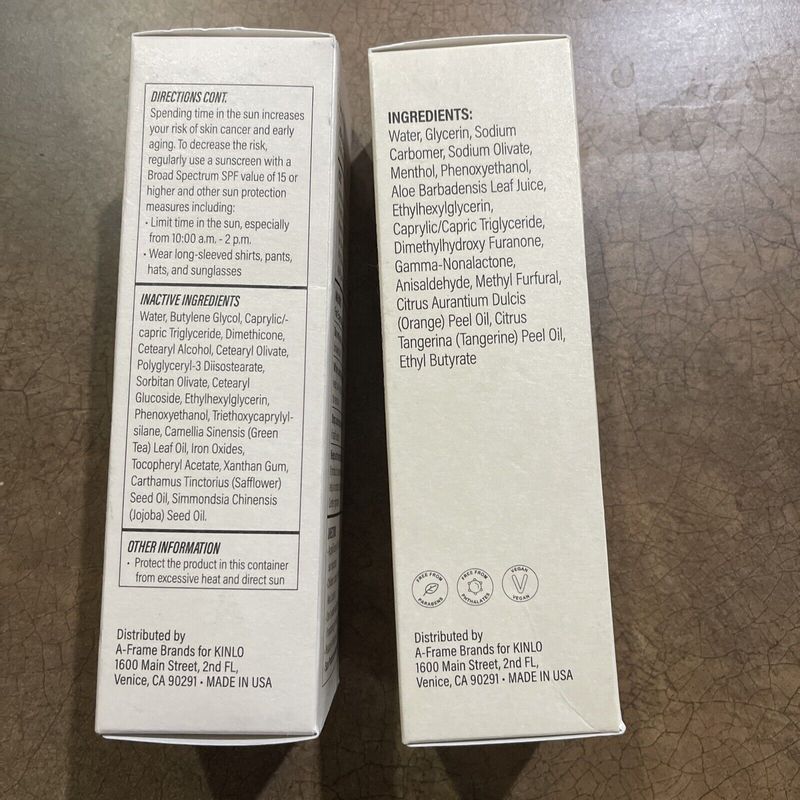 DIRECTIONS CONT.
Spending time in the sun increases
your risk of skin cancer and early
aging. To decrease the risk,
regularly use a sunscreen with a
Broad Spectrum SPF value of 15 or
higher and other sun protection
measures including:
• Limit time in the sun, especially
from 10:00 a.m. - 2 p.m.
• Wear long-sleeved shirts, pants,
hats, and sunglasses
INACTIVE INGREDIENTS
Water, Butylene Glycol, Caprylic/-
capric Triglyceride, Dimethicone,
Cetearyl Alcohol, Cetearyl Olivate,
Polyglyceryl-3 Diisostearate,
Sorbitan Olivate, Cetearyl
Glucoside, Ethylhexylglycerin,
Phenoxyethanol, Triethoxycaprylyl-
silane, Camellia Sinensis (Green
Tea) Leaf Oil, Iron Oxides,
Tocopheryl Acetate, Xanthan Gum,
Carthamus Tinctorius (Safflower)
Seed Oil, Simmondsia Chinensis
(Jojoba) Seed Oil.
OTHER INFORMATION
• Protect the product in this container
from excessive heat and direct sun
Distributed by
A-Frame Brands for KINLO
1600 Main Street, 2nd FL,
Venice, CA 90291 • MADE IN USA
INGREDIENTS:
Water, Glycerin, Sodium
Carbomer, Sodium Olivate,
Menthol, Phenoxyethanol,
Aloe Barbadensis Leaf Juice,
Ethylhexylglycerin,
Caprylic/Capric Triglyceride,
Dimethylhydroxy Furanone,
Gamma-Nonalactone,
Anisaldehyde, Methyl Furfural,
Citrus Aurantium Dulcis
(Orange) Peel Oil, Citrus
Tangerina (Tangerine) Peel Oil,
Ethyl Butyrate
FREE FROM PARABENS
FREE FROM PHTHALATES
VEGAN VEGAN
Distributed by
A-Frame Brands for KINLO
1600 Main Street, 2nd FL,
Venice, CA 90291 • MADE IN USA